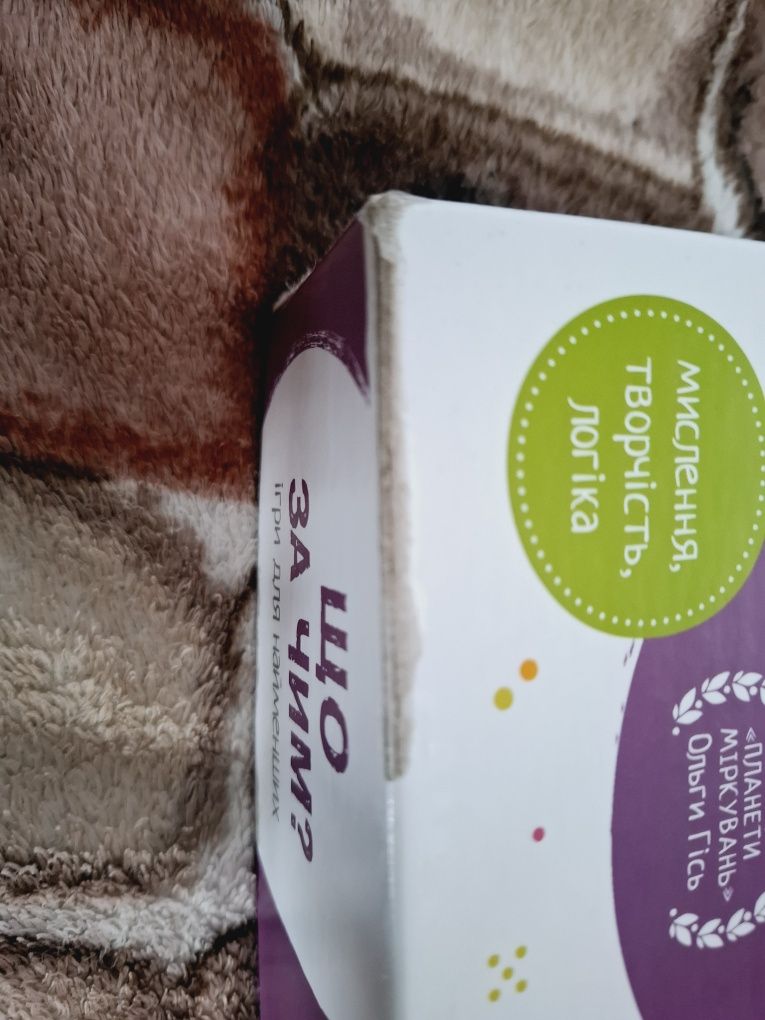 ЩО
ЗА ЧИМ?
ігри для найменших
мислення,
творчість,
логіка
«ПЛАНЕТИ
МІРКУВАНЬ»
Ольги Гісь